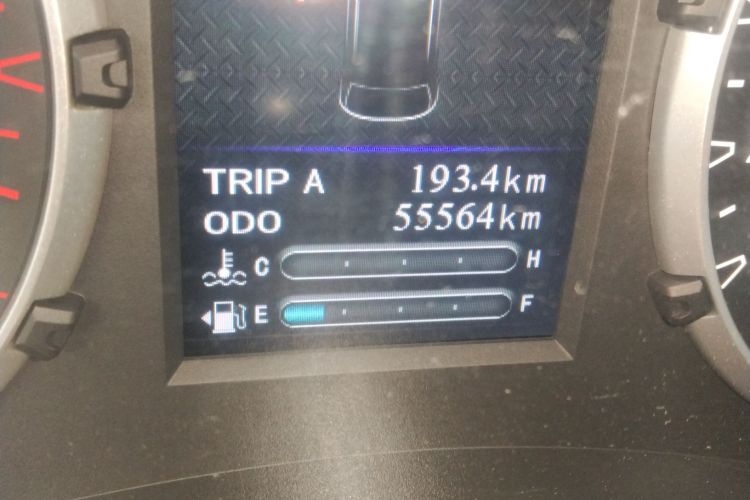 TRIP A 193.4km
ODO 55564km
C H
E F